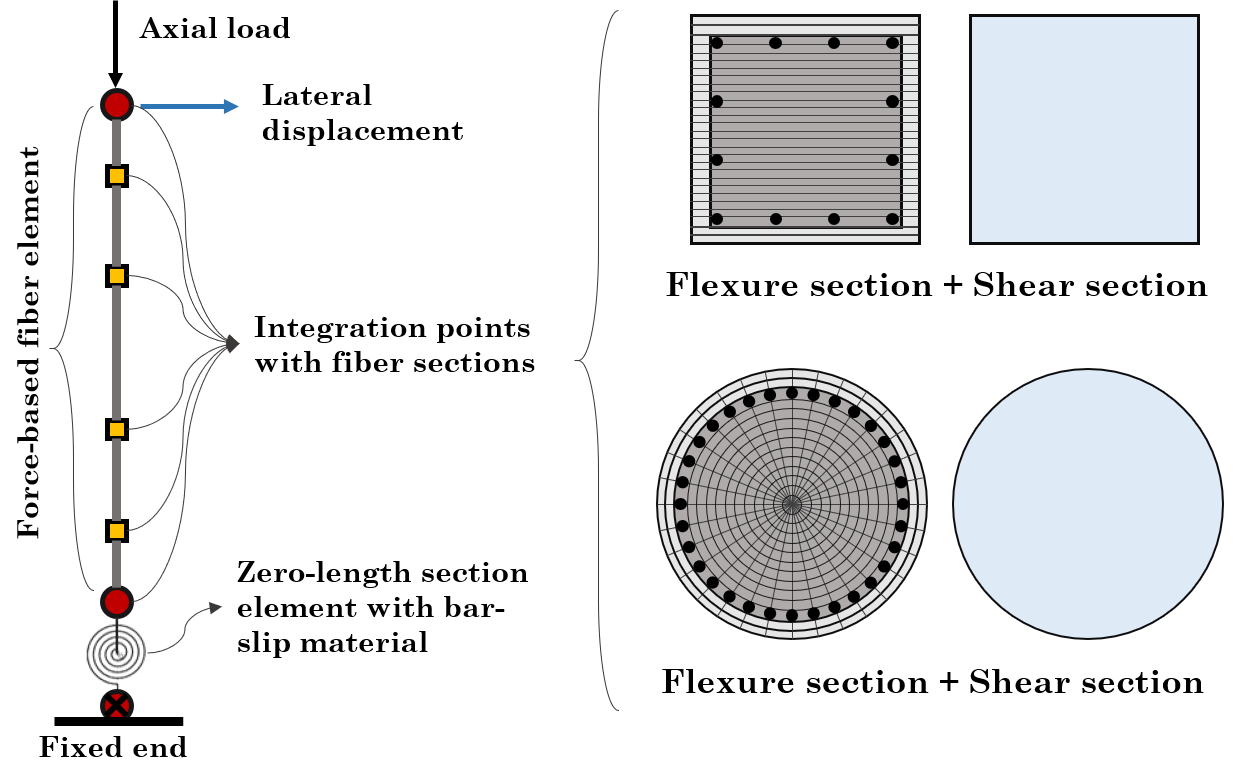 Axial load
Lateral
displacement
Force-based fiber element
Integration points
with fiber sections
Zero-length section
element with bar-
slip material
Fixed end
Flexure section + Shear section
Flexure section + Shear section